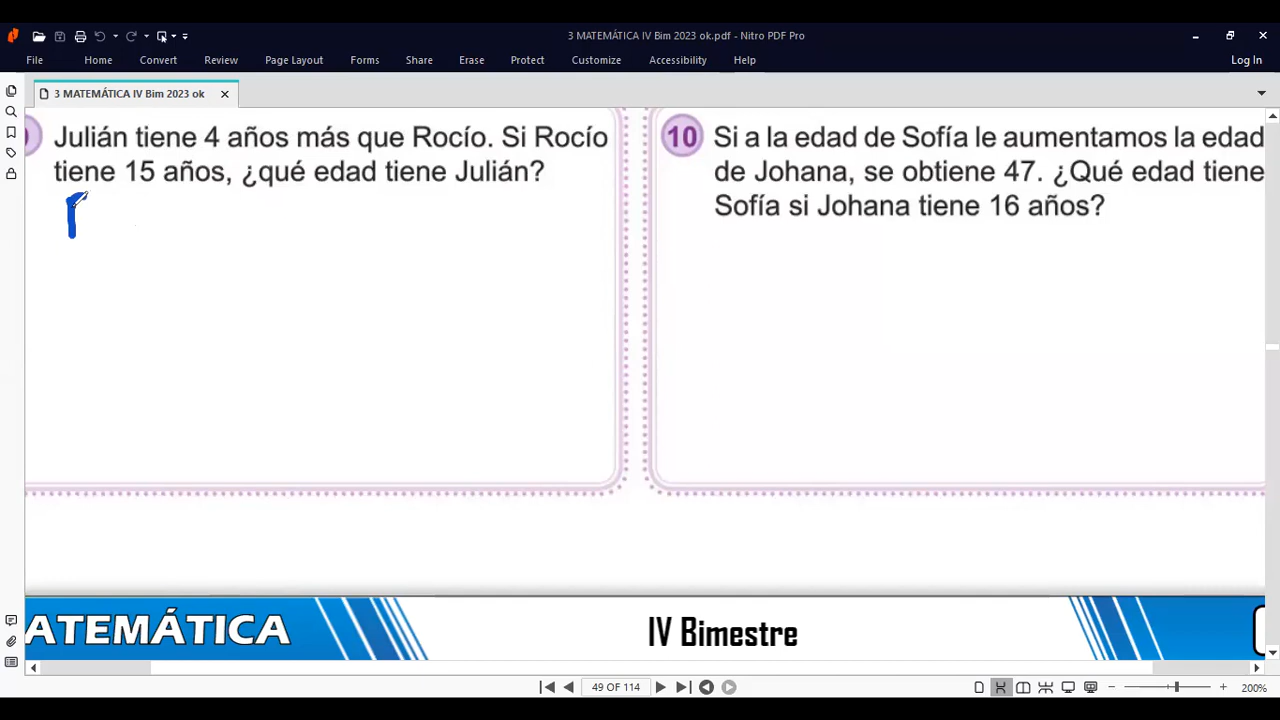 3 MATEMÁTICA IV Bim 2023 ok.pdf - Nitro PDF Pro
File Home Convert Review Page Layout Forms Share Erase Protect Customize Accessibility Help Log In
3 MATEMÁTICA IV Bim 2023 ok
Julián tiene 4 años más que Rocío. Si Rocío
tiene 15 años, ¿qué edad tiene Julián?
10 Si a la edad de Sofía le aumentamos la edad
de Johana, se obtiene 47. ¿Qué edad tiene
Sofía si Johana tiene 16 años?
ATEMÁTICA
IV Bimestre
49 OF 114
200%